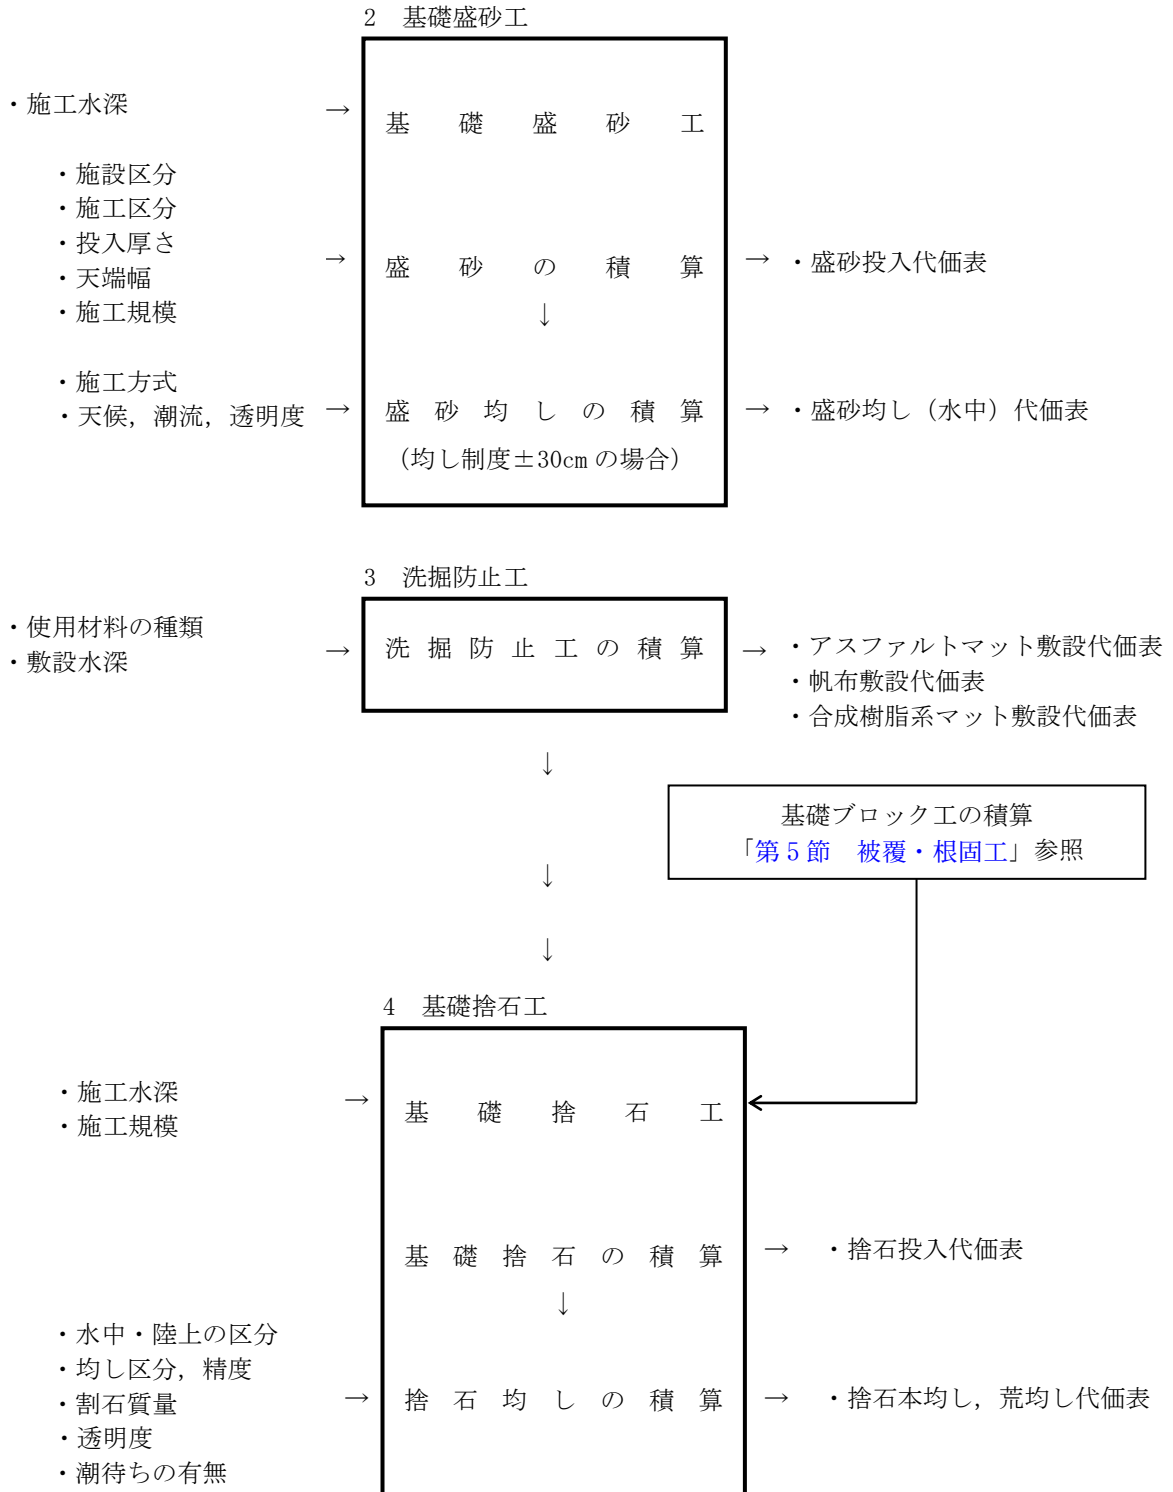 2 基礎盛砂工
・施工水深
→
基礎盛砂工
・施設区分
・施工区分
・投入厚さ
・天端幅
・施工規模
→
盛砂の積算
→ ・盛砂投入代価表
↓
・施工方式
・天候，潮流，透明度
→
盛砂均しの積算
→ ・盛砂均し（水中）代価表
（均し制度±30cmの場合）
3 洗掘防止工
・使用材料の種類
・敷設水深
→
洗掘防止工の積算
→ ・アスファルトマット敷設代価表
・帆布敷設代価表
・合成樹脂系マット敷設代価表
↓
基礎ブロック工の積算
「第5節 被覆・根固工」参照
↓
↓
4 基礎捨石工
・施工水深
・施工規模
→
基礎捨石工
基礎捨石の積算
→ ・捨石投入代価表
↓
・水中・陸上の区分
・均し区分，精度
・割石質量
・透明度
・潮待ちの有無
→
捨石均しの積算
→ ・捨石本均し，荒均し代価表